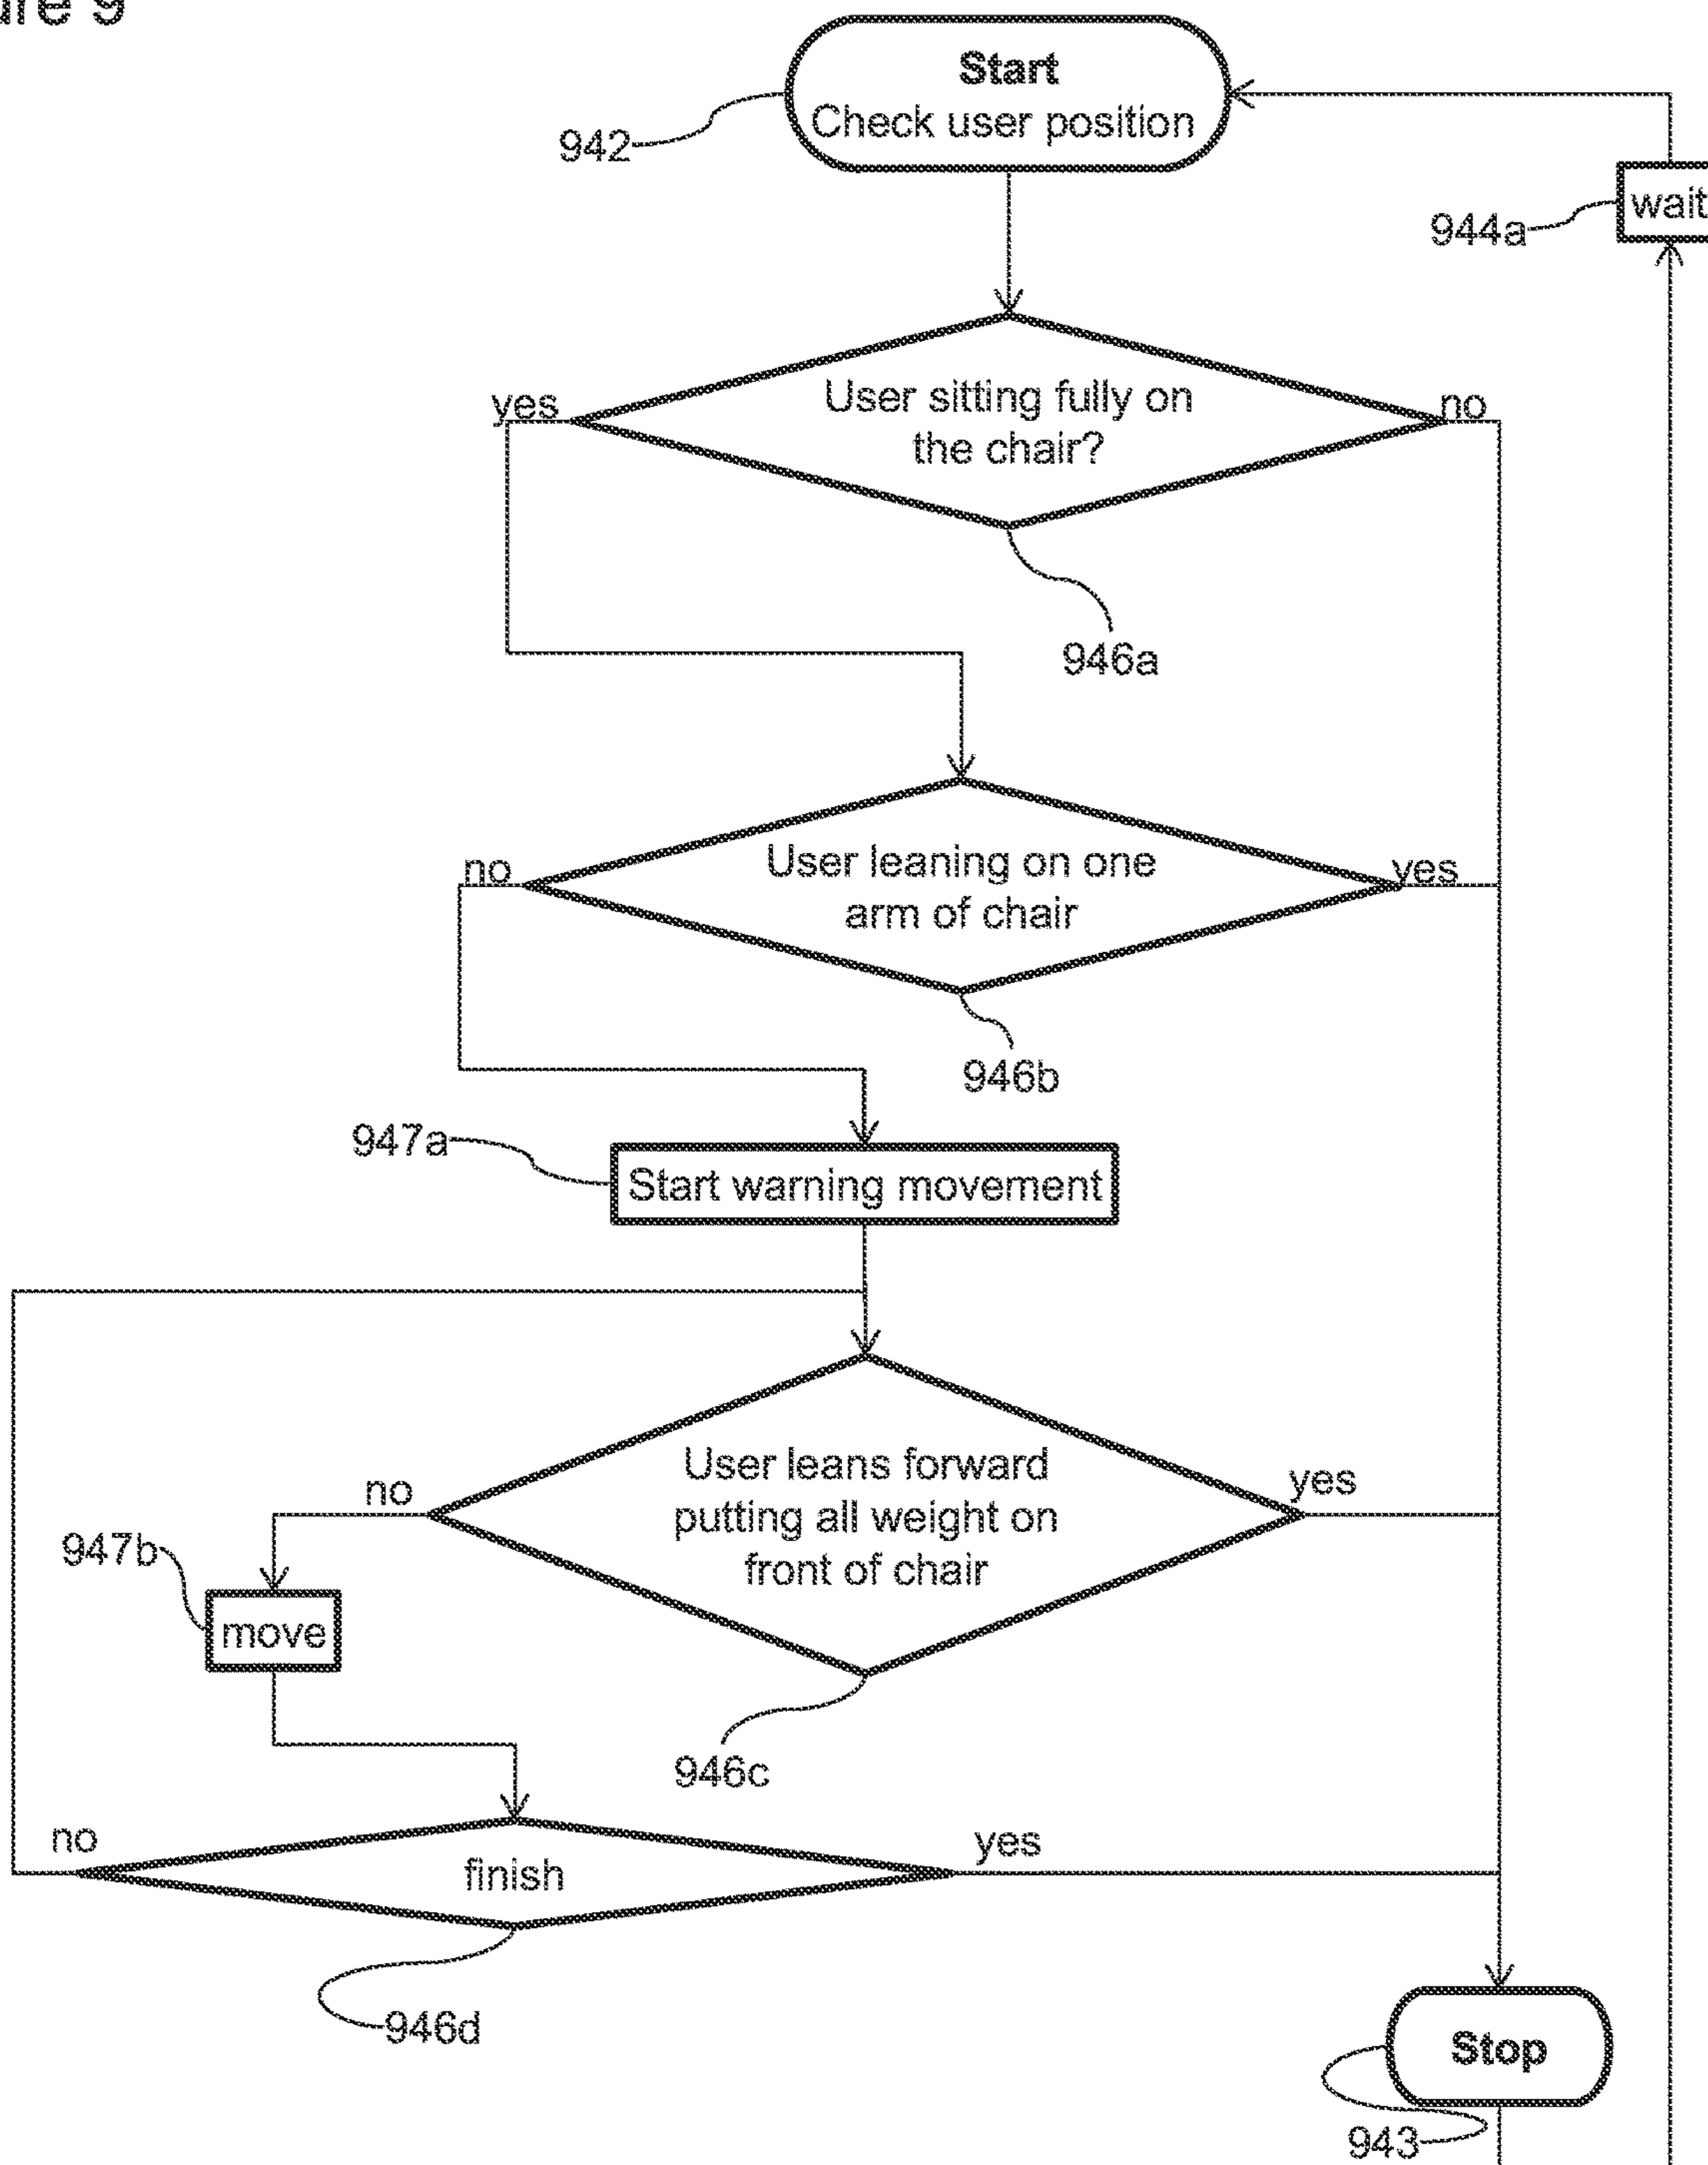 ure 9
Start
Check user position
942
wait
944a
yes
User sitting fully on
the chair?
no
946a
no
User leaning on one
arm of chair
yes
946b
947a
Start warning movement
no
User leans forward
putting all weight on
front of chair
yes
947b
move
946c
no
finish
yes
946d
Stop
943